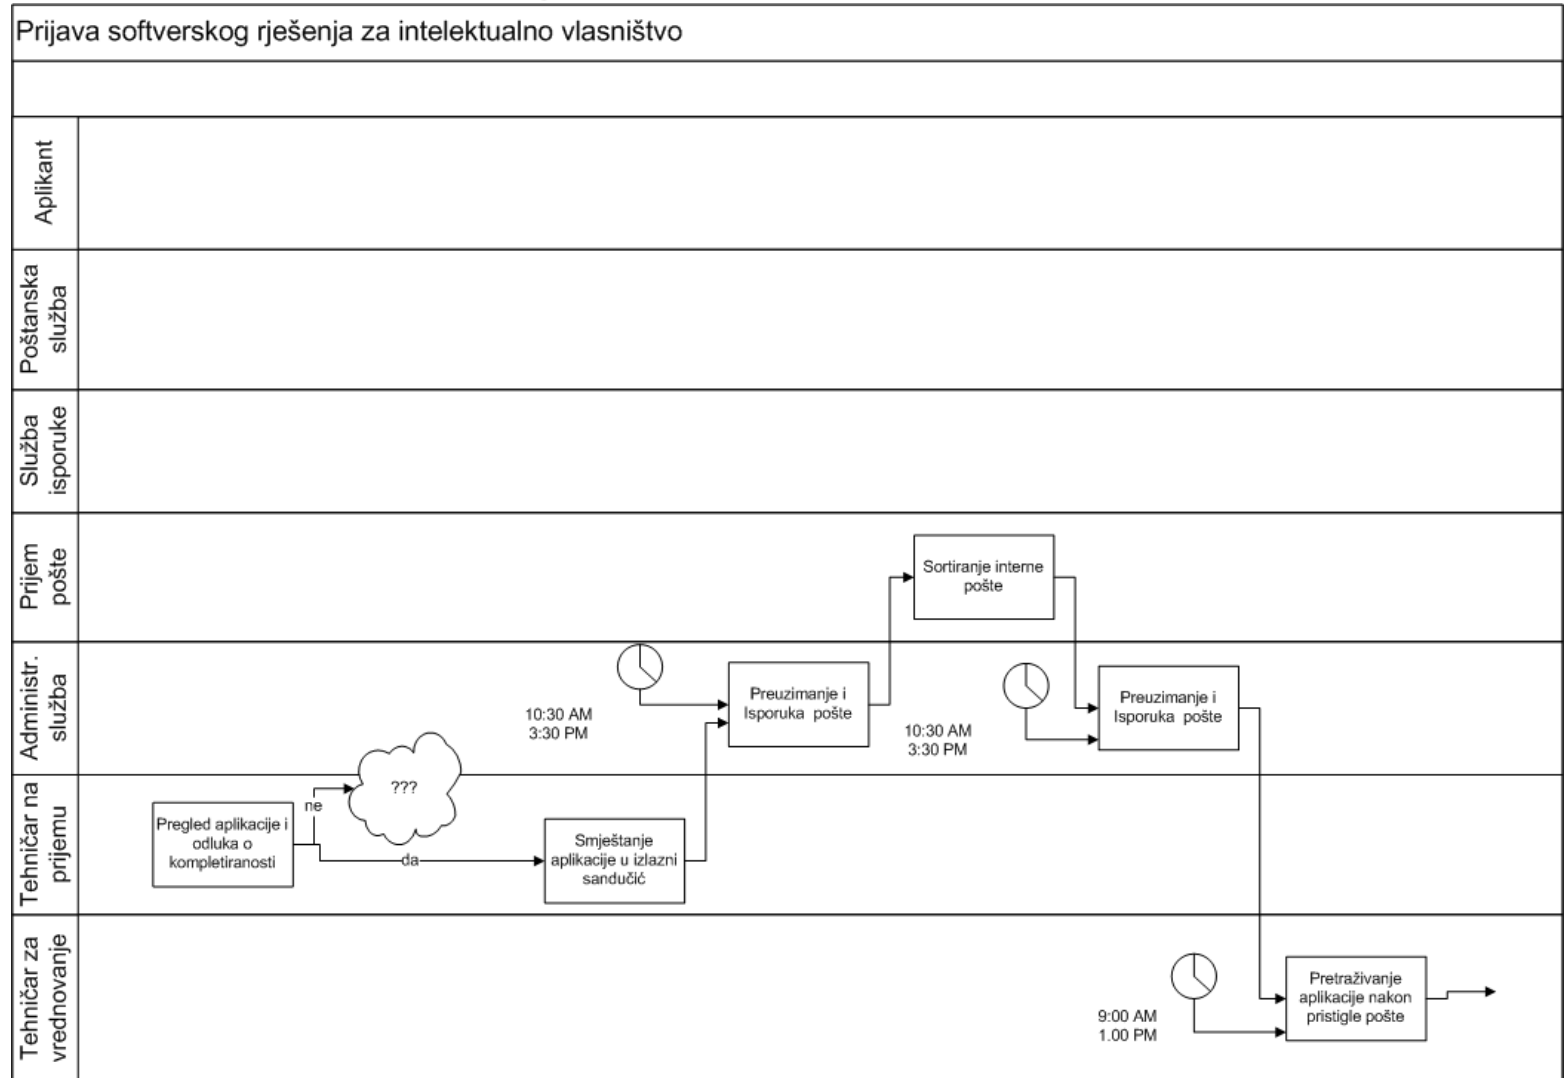 Prijava softverskog rješenja za intelektualno vlasništvo
Aplikant
Poštanska
služba
Služba
isporuke
Prijem
pošte
Sortiranje interne
pošte
Administr.
služba
10:30 AM
3:30 PM
Preuzimanje i
Isporuka pošte
10:30 AM
3:30 PM
Preuzimanje i
Isporuka pošte
Tehničar na
prijemu
Pregled aplikacije i
odluka o
kompletiranosti
ne
???
da
Smještanje
aplikacije u izlazni
sandučić
Tehničar za
vrednovanje
9:00 AM
1.00 PM
Pretraživanje
aplikacije nakon
pristigle pošte